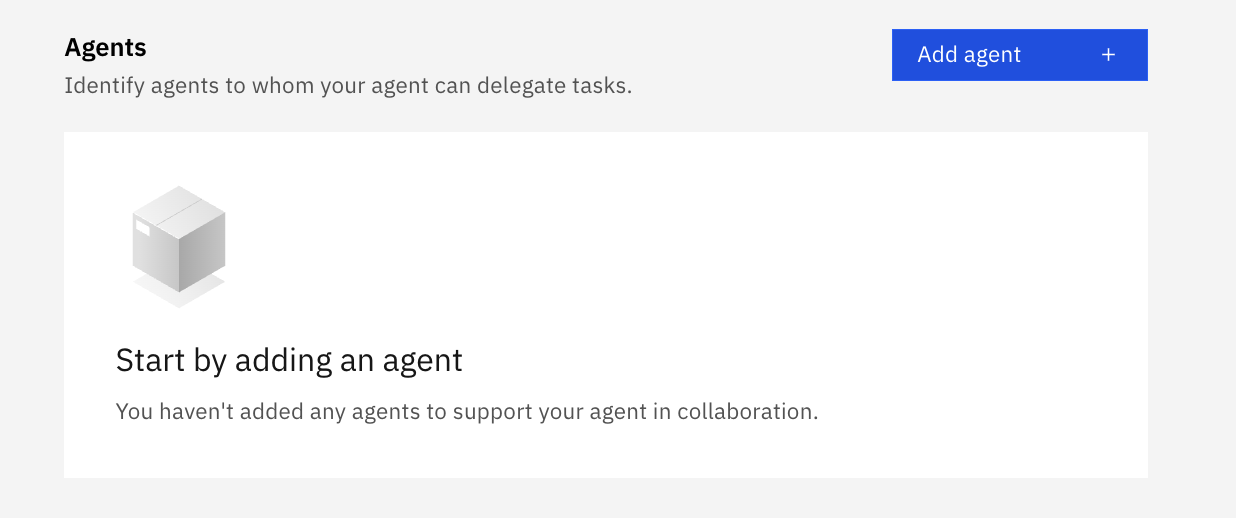 Agents
Add agent +
Identify agents to whom your agent can delegate tasks.
Start by adding an agent
You haven't added any agents to support your agent in collaboration.